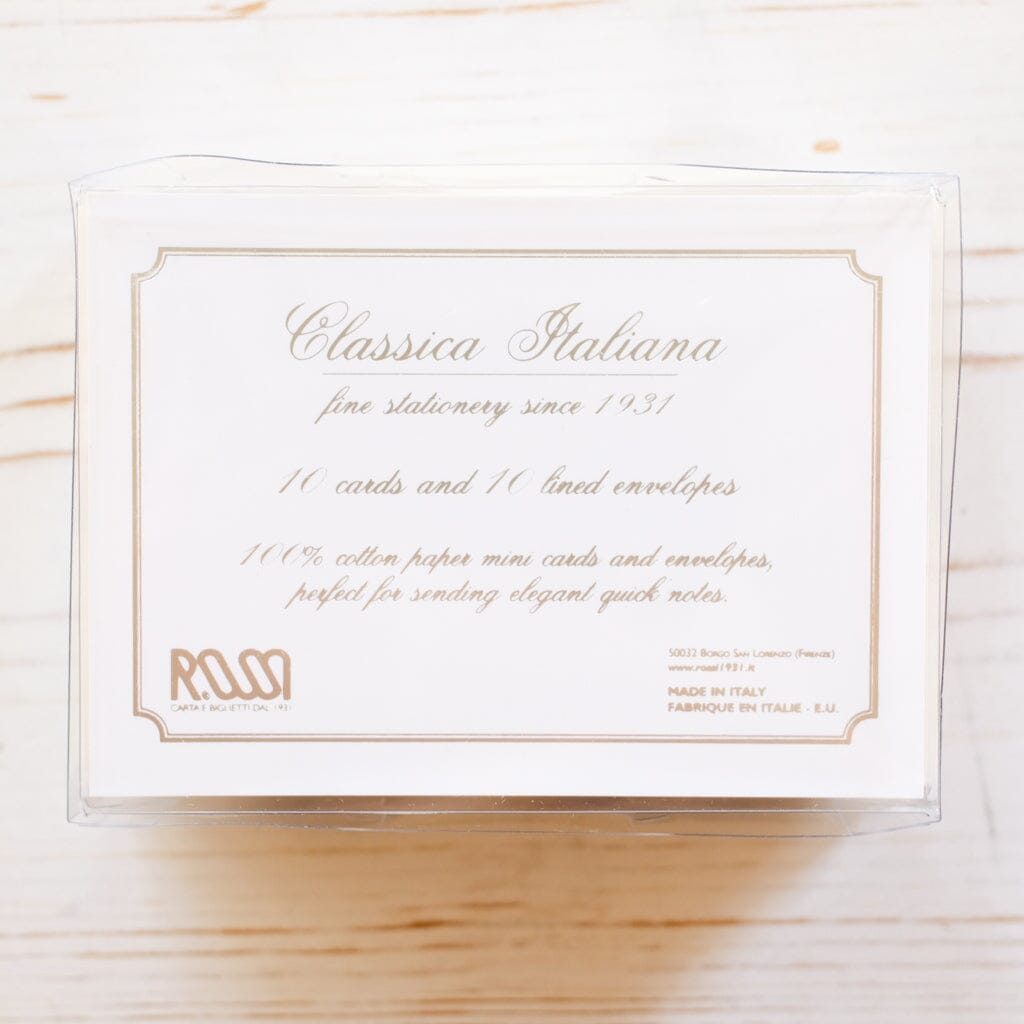 Classica Italiana
fine stationery since 1931
10 cards and 10 lined envelopes
100% cotton paper mini cards and envelopes,
perfect for sending elegant quick notes.
ROSSI
CARTA E BIGLIETTI DAL 1931
50032 BORGO SAN LORENZO (FIRENZE)
www.rossi1931.it
MADE IN ITALY
FABRIQUE EN ITALIE - E.U.